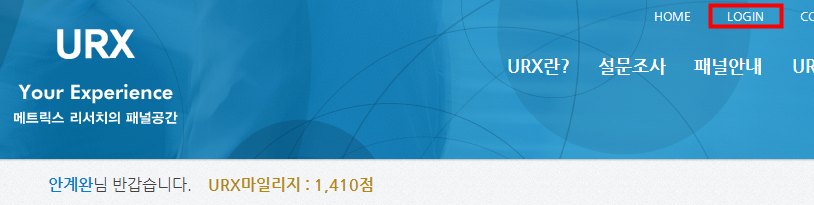 HOME LOGIN
URX
URX란? 설문조사 패널안내
Your Experience
메트릭스 리서치의 패널공간
안계완님 반갑습니다. URX마일리지 : 1,410점